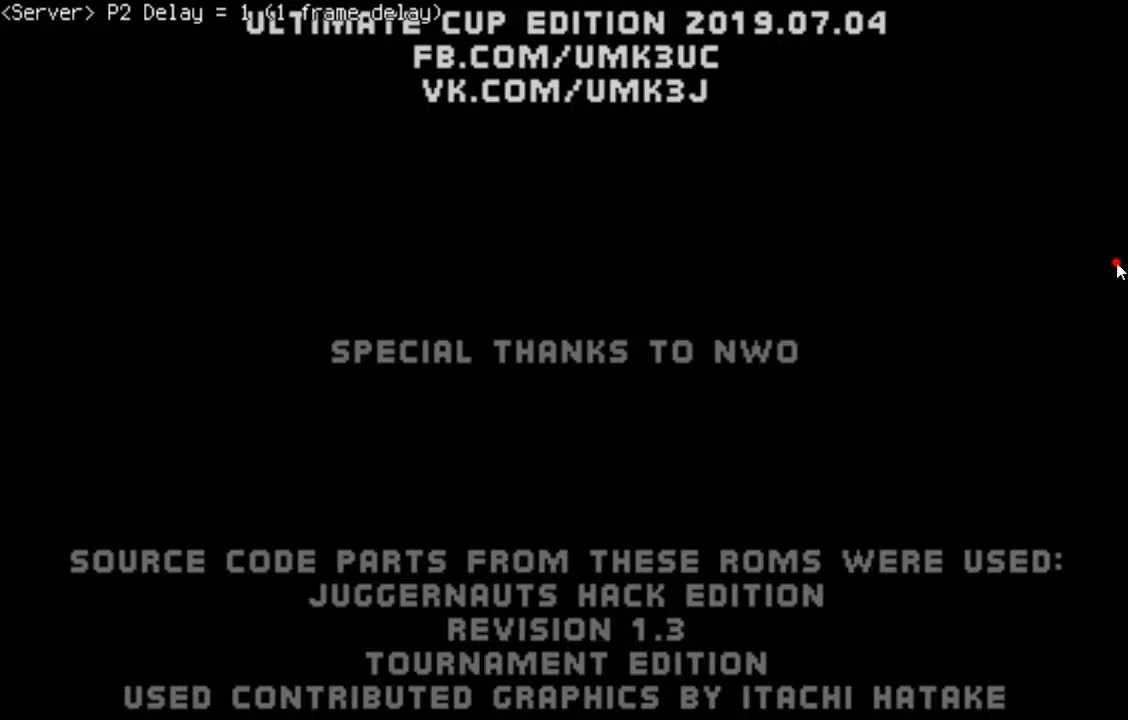 <Server> P2 Delay = 1 (1 frame delay)
ULTIMATE CUP EDITION 2019.07.04
FB.COM/UMK3UC
VK.COM/UMK3J
SPECIAL THANKS TO NWO
SOURCE CODE PARTS FROM THESE ROMS WERE USED:
JUGGERNAUTS HACK EDITION
REVISION 1.3
TOURNAMENT EDITION
USED CONTRIBUTED GRAPHICS BY ITACHI HATAKE